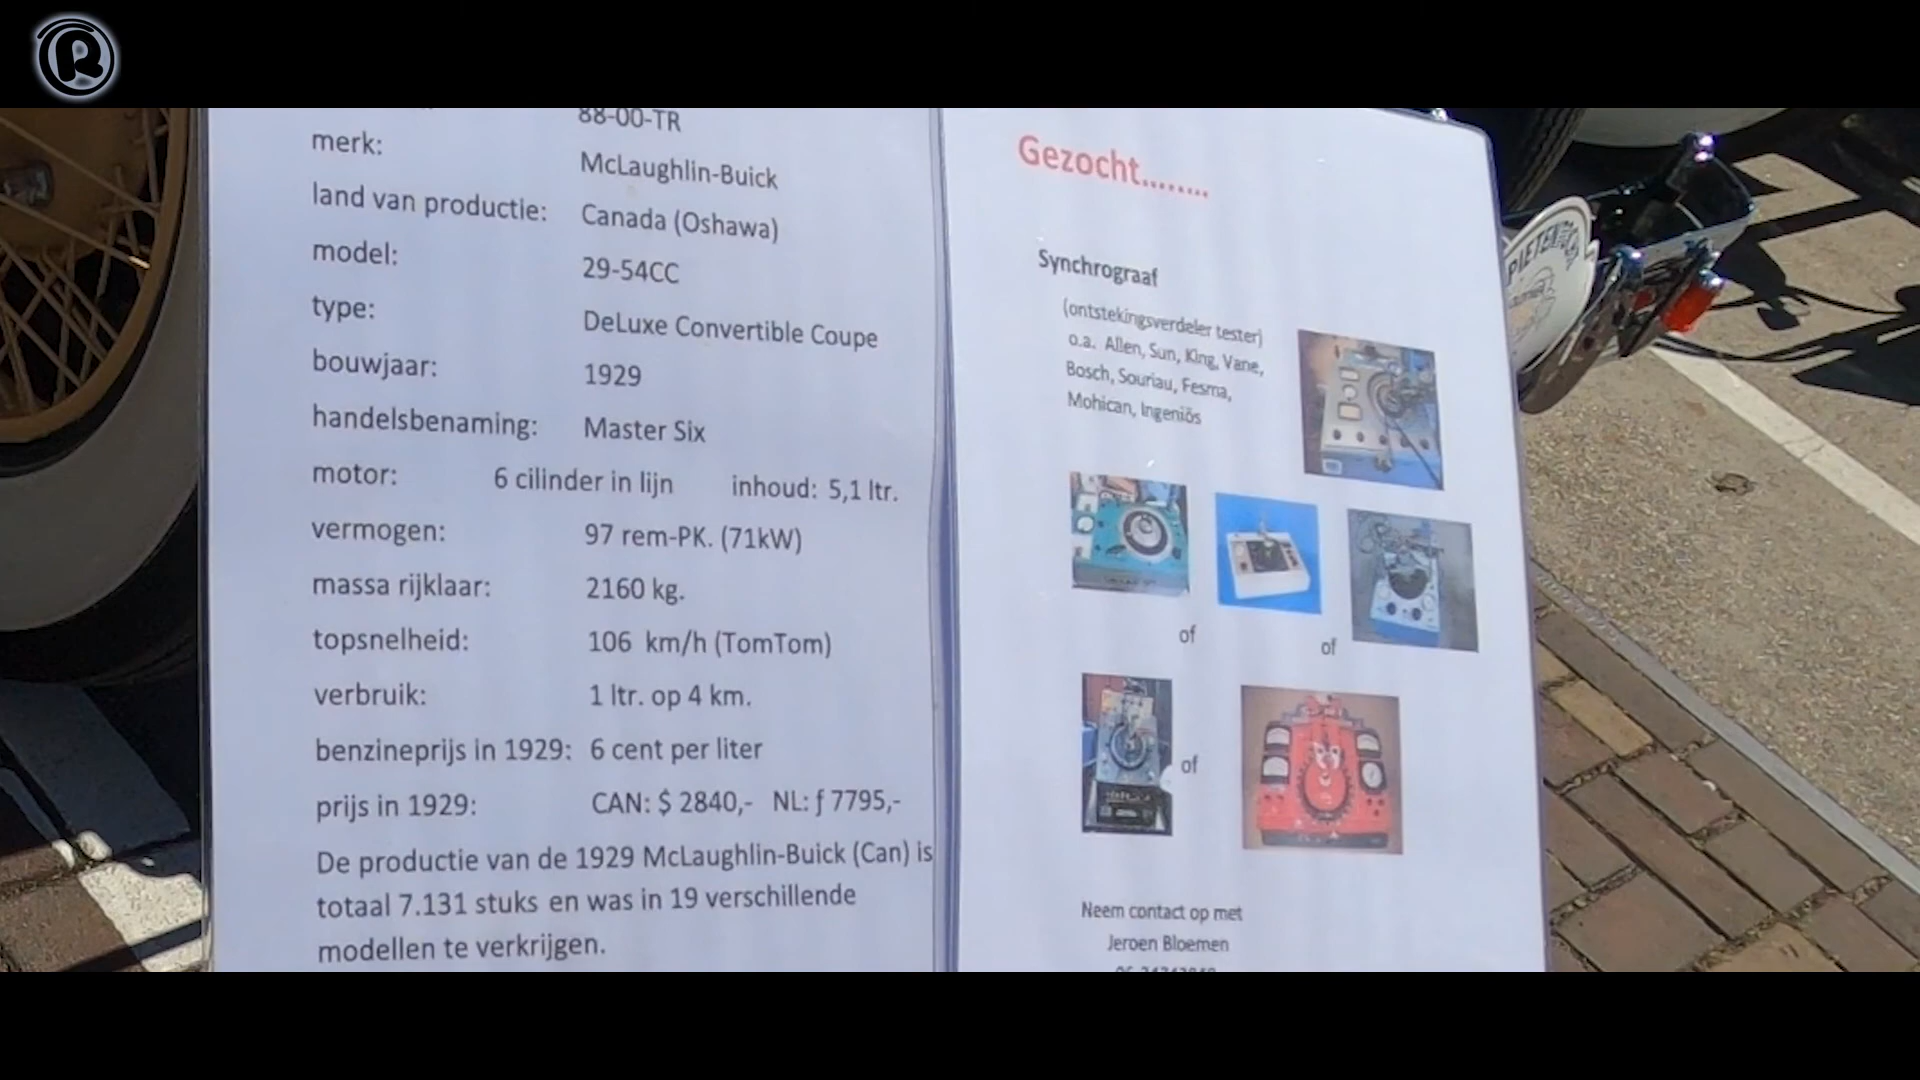 R
88-00-TR
merk: McLaughlin-Buick
land van productie: Canada (Oshawa)
model: 29-54CC
type: DeLuxe Convertible Coupe
bouwjaar: 1929
handelsbenaming: Master Six
motor: 6 cilinder in lijn inhoud: 5,1 ltr.
vermogen: 97 rem-PK. (71kW)
massa rijklaar: 2160 kg.
topsnelheid: 106 km/h (TomTom)
verbruik: 1 ltr. op 4 km.
benzineprijs in 1929: 6 cent per liter
prijs in 1929: CAN: $ 2840,- NL: ƒ 7795,-
De productie van de 1929 McLaughlin-Buick (Can) is
totaal 7.131 stuks en was in 19 verschillende
modellen te verkrijgen.
Gezocht........
Synchrograaf
(ontstekingsverdeler tester)
o.a. Allen, Sun, King, Vane,
Bosch, Souriau, Fesma,
Mohican, Ingeniös
of
of
of
Neem contact op met
Jeroen Bloemen